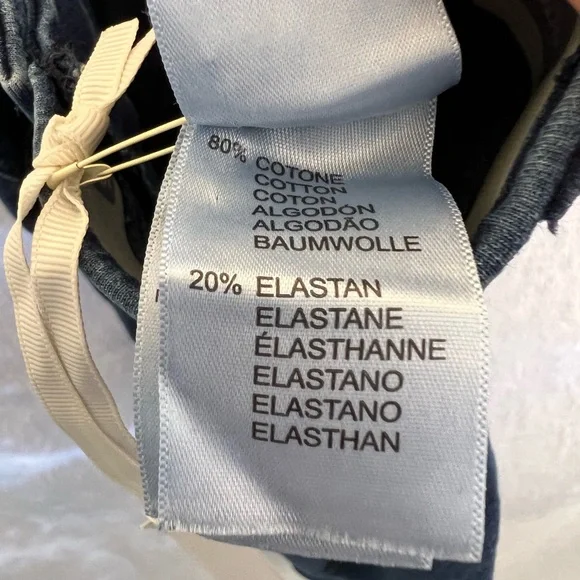 80% COTONE
COTTON
COTON
ALGODÓN
ALGODÃO
BAUMWOLLE
20% ELASTAN
ELASTANE
ÉLASTHANNE
ELASTANO
ELASTANO
ELASTHAN